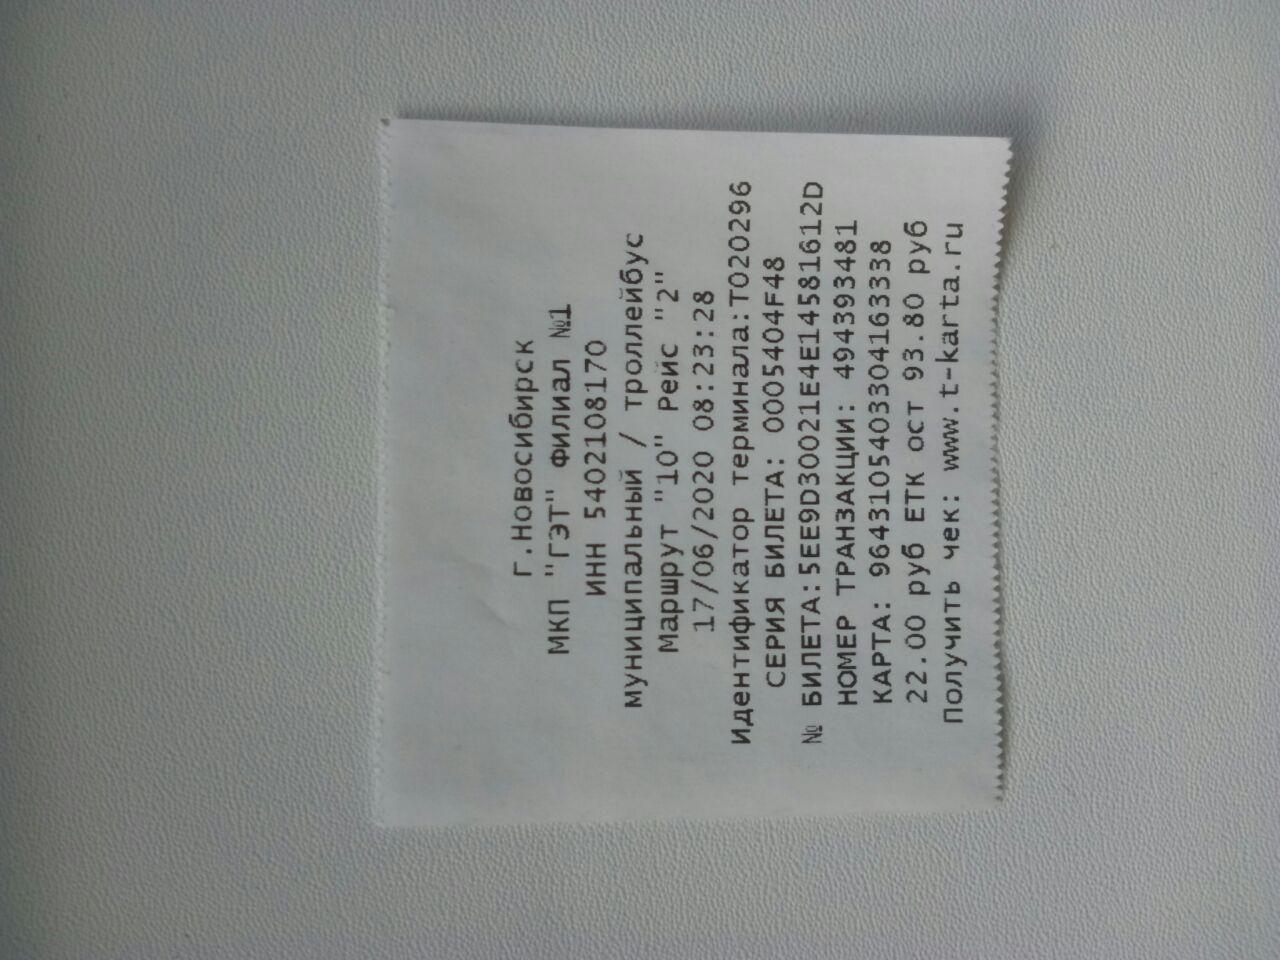 г.Новосибирск
МКП "ГЭТ" филиал №1
ИНН 5402108170
муниципальный / троллейбус
Маршрут "10" Рейс "2"
17/06/2020 08:23:28
Идентификатор терминала:T020296
СЕРИЯ БИЛЕТА: 0005404F48
№ БИЛЕТА:5EE9D30021E4E1458161​2D
НОМЕР ТРАНЗАКЦИИ: 494393481
КАРТА: 9643105403304163338
22.00 руб ЕТК ост 93.80 руб
Получить чек: www.t-karta.ru